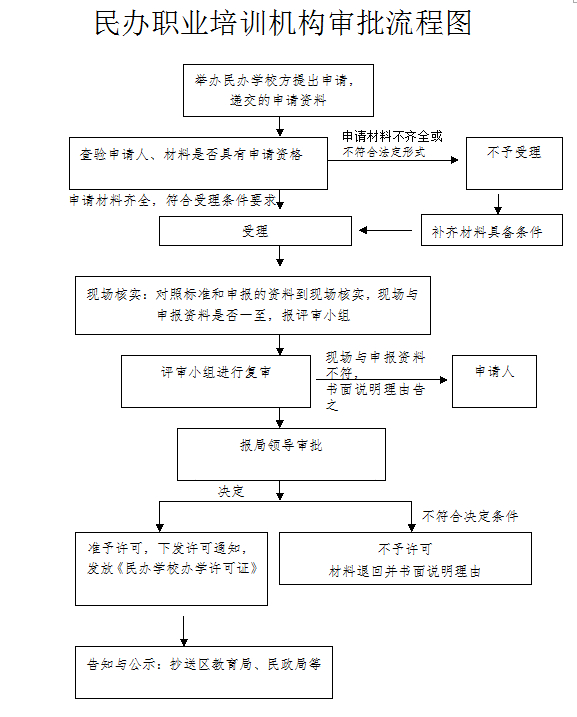 民办职业培训机构审批流程图
举办民办学校方提出申请，
递交的申请资料
查验申请人、材料是否具有申请资格
申请材料不齐全或
不符合法定形式
不予受理
申请材料齐全，符合受理条件要求
受理
补齐材料具备条件
现场核实：对照标准和申报的资料到现场核实，现场与
申报资料是否一至，报评审小组
评审小组进行复审
现场与申报资料
不符，
书面说明理由告
之
申请人
报局领导审批
决定
不符合决定条件
准予许可，下发许可通知，
发放《民办学校办学许可证》
不予许可
材料退回并书面说明理由
告知与公示：抄送区教育局、民政局等